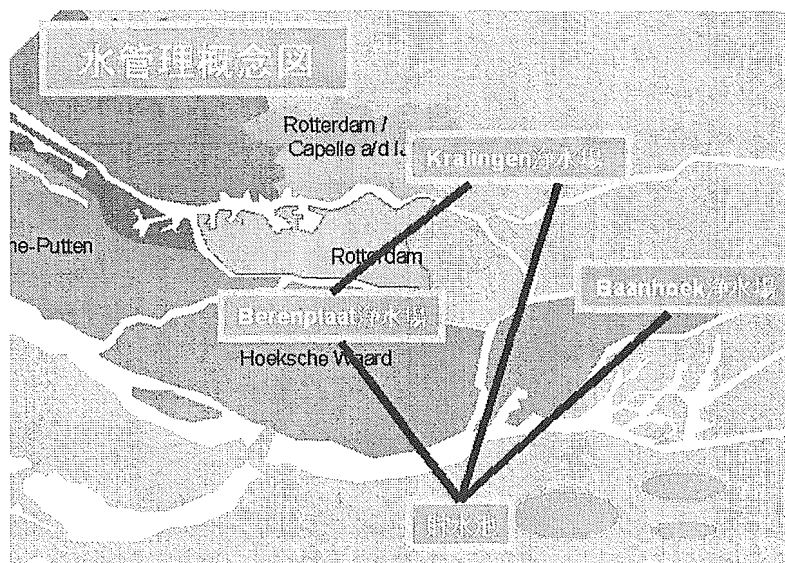 水管理概念図
Rotterdam /
Capelle a/d I.
Kralingen浄水場
ne-Putten
Rotterdam
Baanhoek浄水場
Berenplaat浄水場
Hoeksche Waard
貯水池